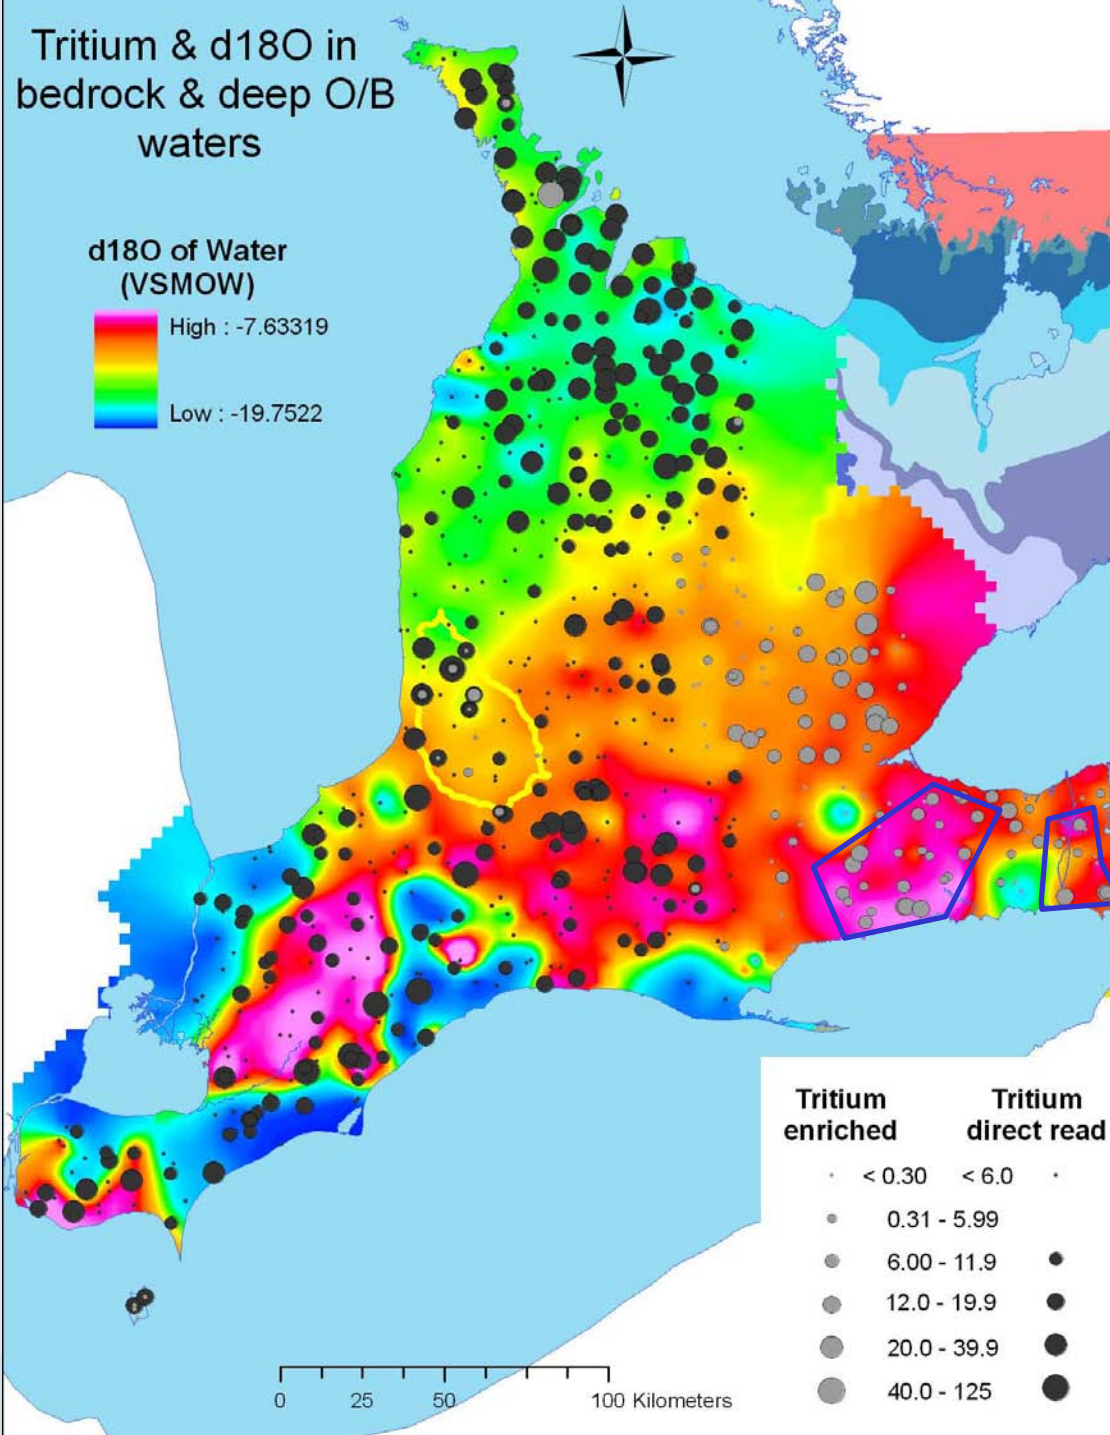 Tritium & d18O in
bedrock & deep O/B
waters
d18O of Water
(VSMOW)
High : -7.63319
Low : -19.7522
Tritium enriched
Tritium direct read
< 0.30
< 6.0
0.31 - 5.99
6.00 - 11.9
12.0 - 19.9
20.0 - 39.9
40.0 - 125
0 25 50 100 Kilometers